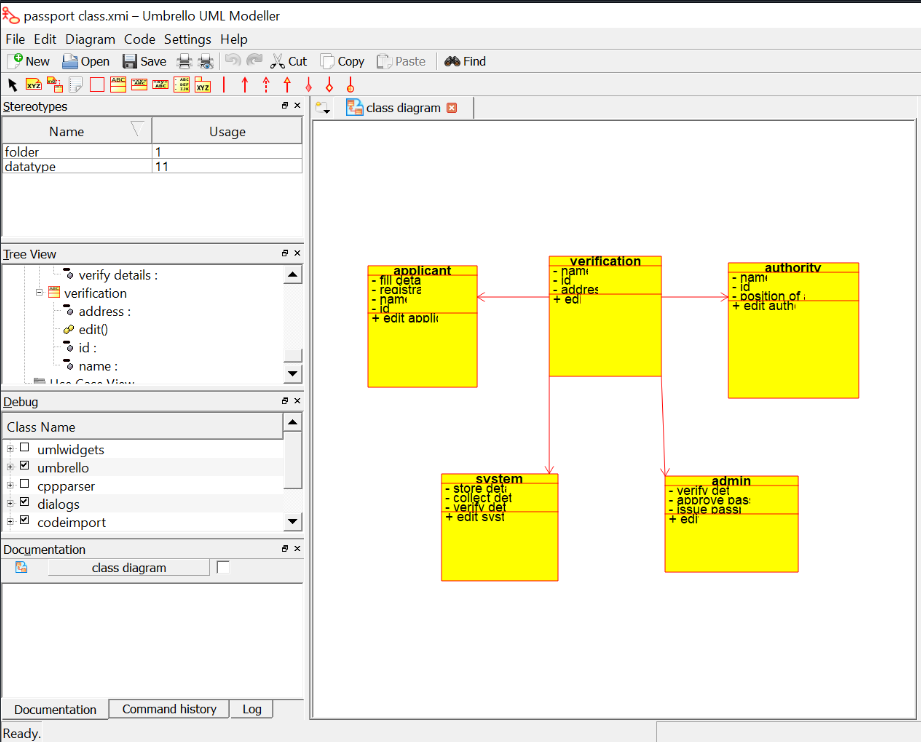 passport class.xmi – Umbrello UML Modeller
File Edit Diagram Code Settings Help
New Open Save Cut Copy Paste Find
Stereotypes
class diagram
Name Usage
folder 1
datatype 11
Tree View
verify details :
verification
address :
edit()
id :
name :
Use Case View
Debug
Class Name
umlwidgets
umbrello
cppparser
dialogs
codeimport
Documentation
class diagram
Documentation Command history Log
Ready.
applicant
- fill deta
- registra
- name
- id
+ edit applic
verification
- name
- id
- addres
+ edi
authority
- name
- id
- position of a
+ edit auth
system
- store deta
- collect det
- verify det
+ edit syst
admin
- verify det
- approve pas
- issue passp
+ edi